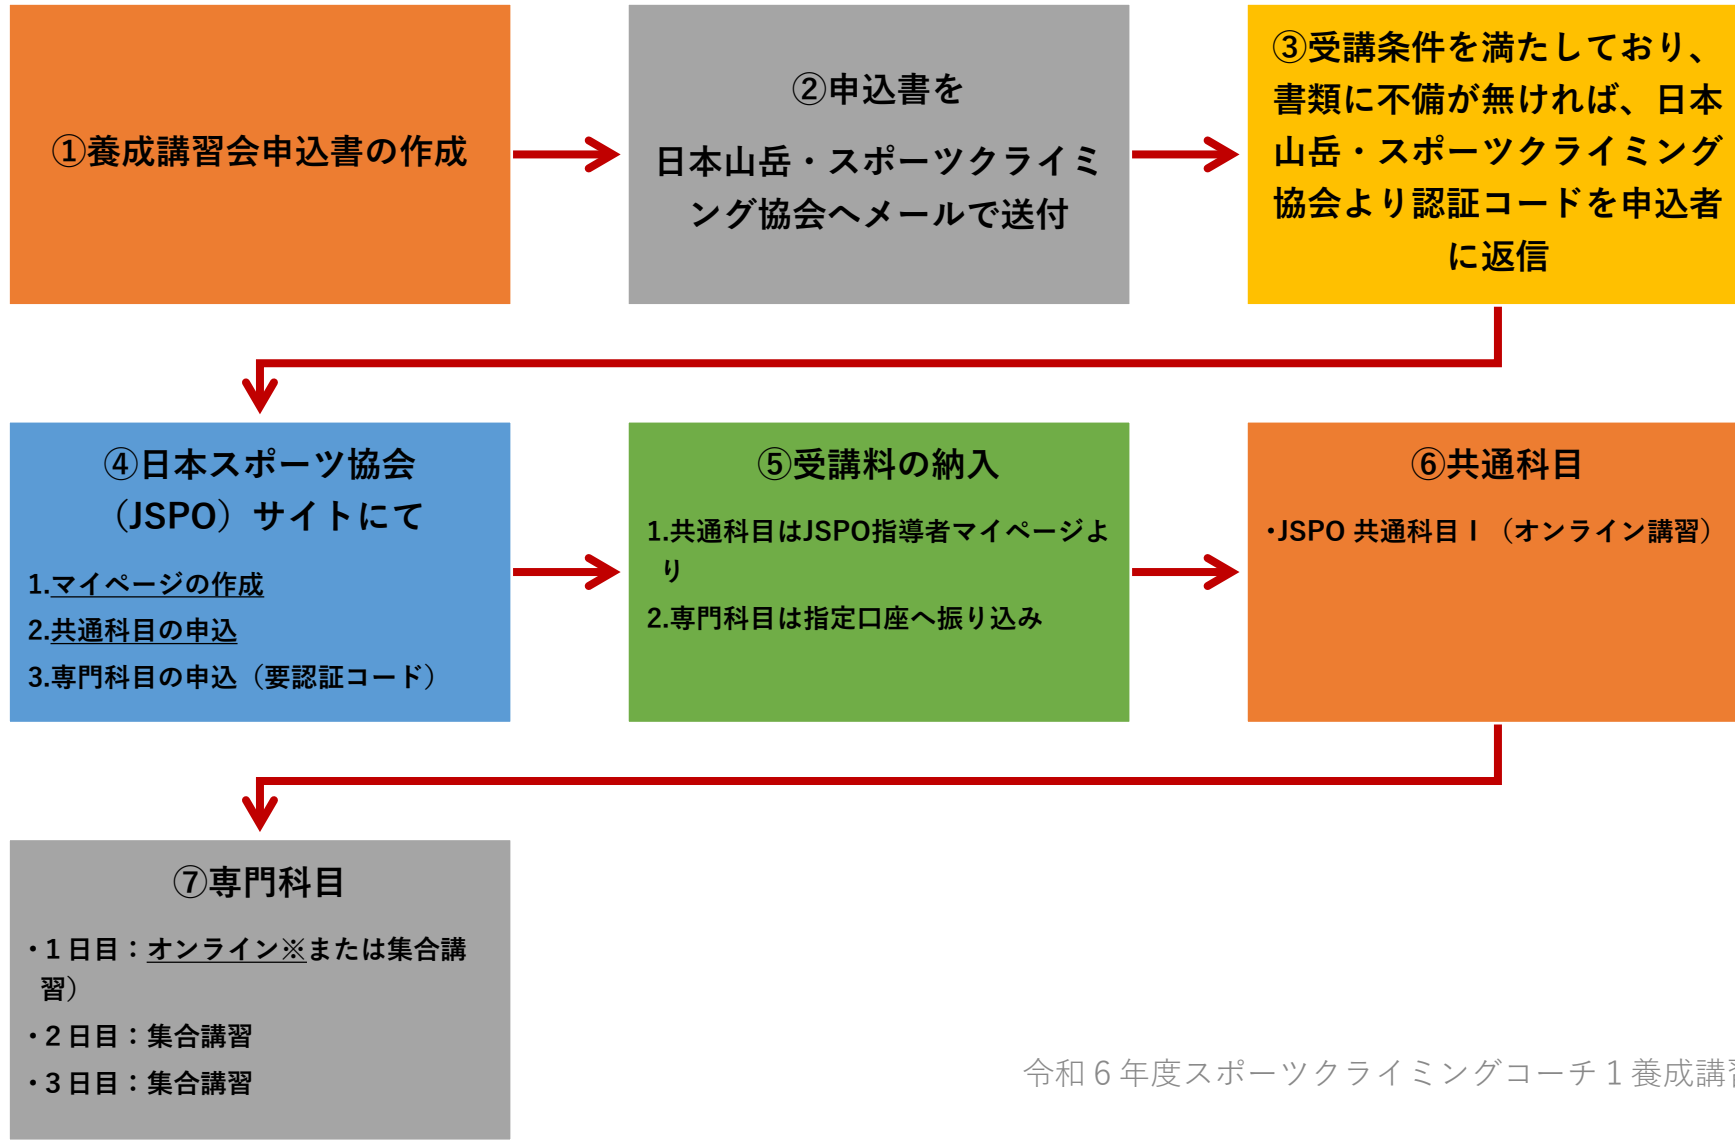 ①養成講習会申込書の作成
②申込書を
日本山岳・スポーツクライミ
ング協会へメールで送付
③受講条件を満たしており、
書類に不備が無ければ、日本
山岳・スポーツクライミング
協会より認証コードを申込者
に返信
④日本スポーツ協会
（JSPO）サイトにて
1.マイページの作成
2.共通科目の申込
3.専門科目の申込（要認証コード）
⑤受講料の納入
1.共通科目はJSPO指導者マイページよ
り
2.専門科目は指定口座へ振り込み
⑥共通科目
・JSPO 共通科目Ⅰ（オンライン講習）
⑦専門科目
・1日目：オンライン※または集合講
習）
・2日目：集合講習
・3日目：集合講習
令和6年度スポーツクライミングコーチ1養成講習